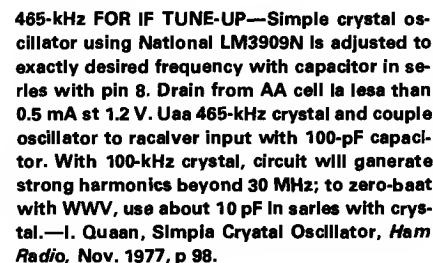 465-kHz FOR IF TUNE-UP—Simple crystal os-
cillator using National LM3909N is adjusted to
exactly desired frequency with capacitor in se-
ries with pin 8. Drain from AA cell la lesa than
0.5 mA st 1.2 V. Uaa 465-kHz crystal and couple
oscillator to racalver input with 100-pF capaci-
tor. With 100-kHz crystal, circuit will ganerate
strong harmonics beyond 30 MHz; to zero-baat
with WWV, use about 10 pF In sarles with crys-
tal.—I. Quaan, Simpla Cryatal Oscillator, Ham
Radio, Nov. 1977, p 98.